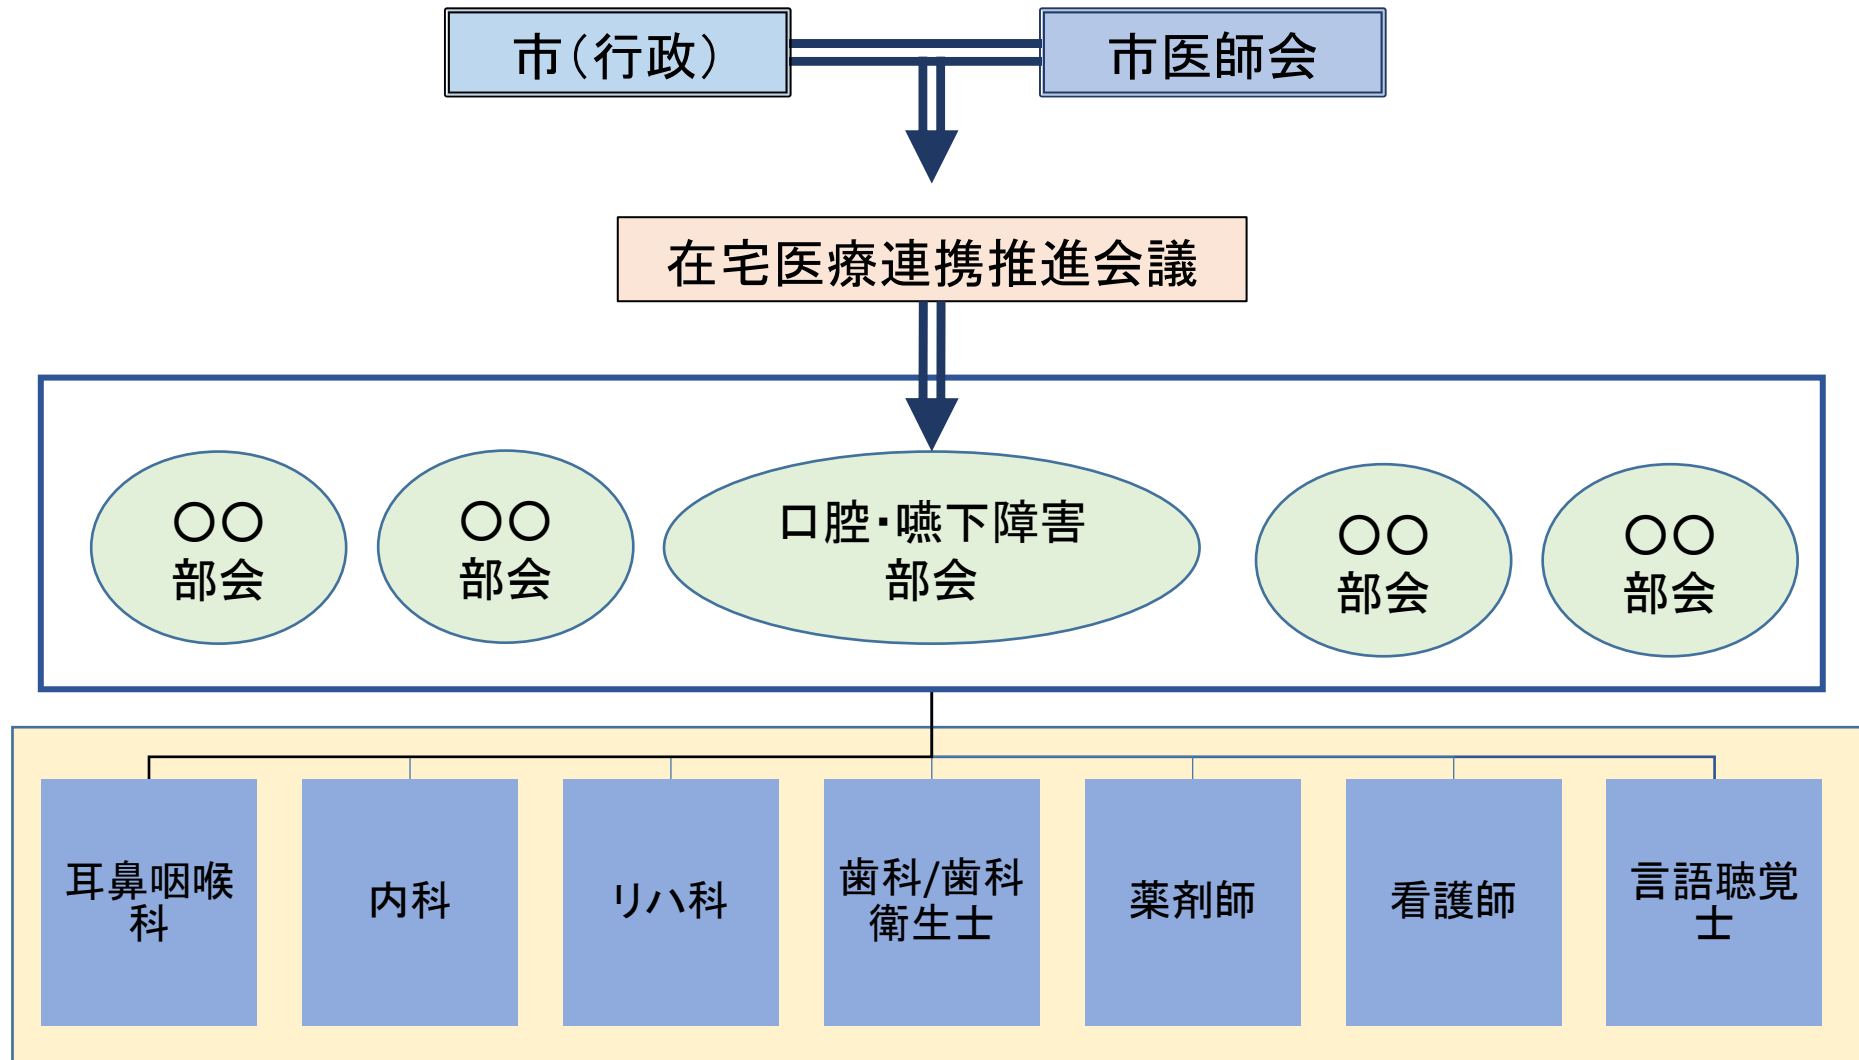 市(行政)
市医師会
在宅医療連携推進会議
〇〇
部会
〇〇
部会
口腔・嚥下障害
部会
〇〇
部会
〇〇
部会
耳鼻咽喉
科
内科
リハ科
歯科/歯科
衛生士
薬剤師
看護師
言語聴覚
士